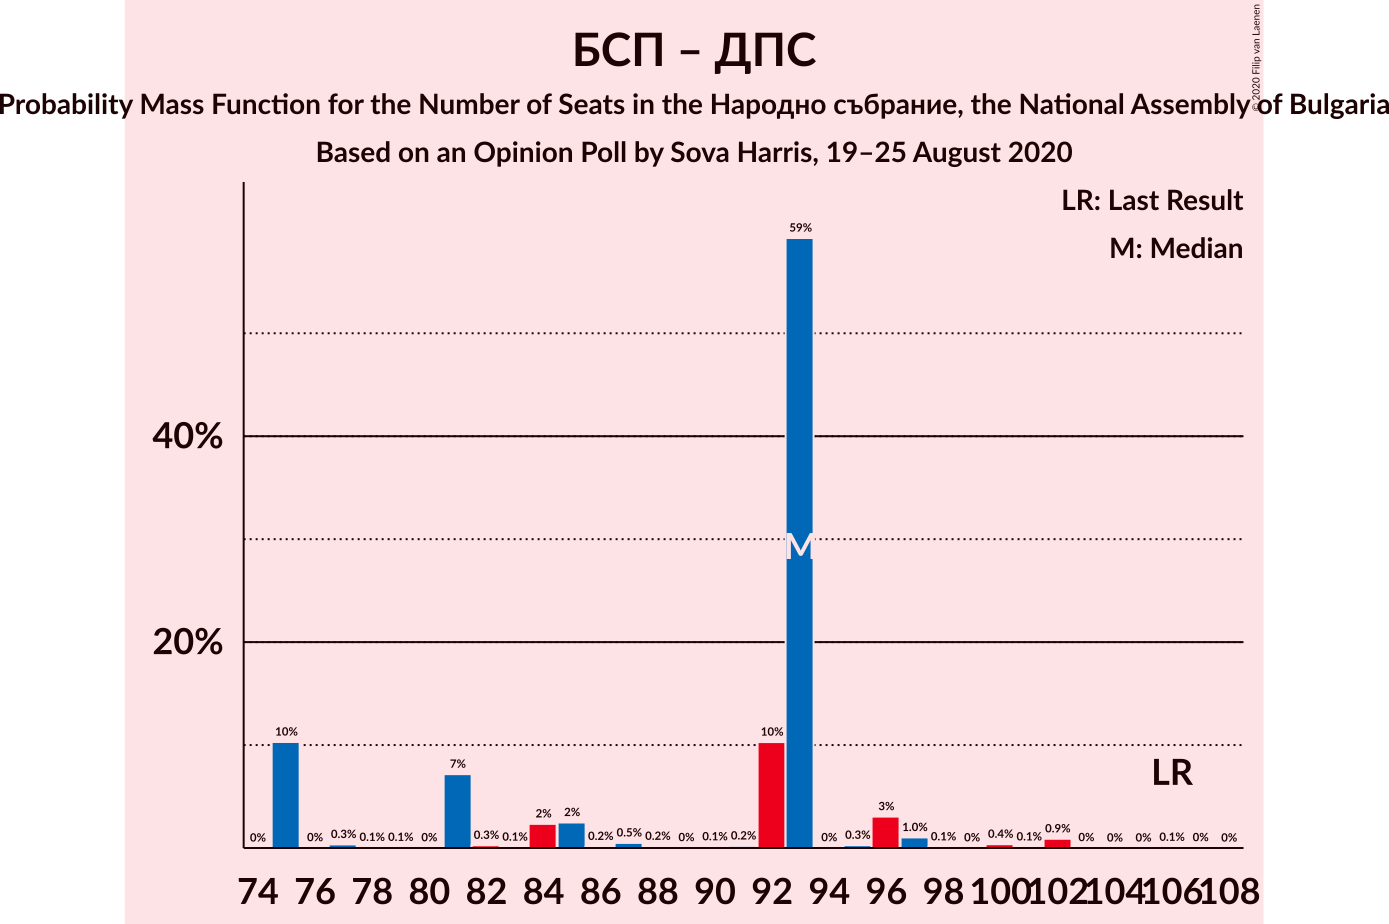 БСП – ДПС
© 2020 Filip van Laenen
Probability Mass Function for the Number of Seats in the Народно събрание, the National Assembly of Bulgaria
Based on an Opinion Poll by Sova Harris, 19–25 August 2020
LR: Last Result
M: Median
59%
40%
M
20%
10% 10%
LR
7%
2% 2% 3%
0% 0% 0.3% 0.1% 0.1% 0% 0.3% 0.1% 0.2% 0.5% 0.2% 0% 0.1% 0.2% 0% 0.3% 1.0% 0.1% 0% 0.4% 0.1% 0.9% 0% 0% 0% 0.1% 0% 0%
74 76 78 80 82 84 86 88 90 92 94 96 98 100 102 104 106 108